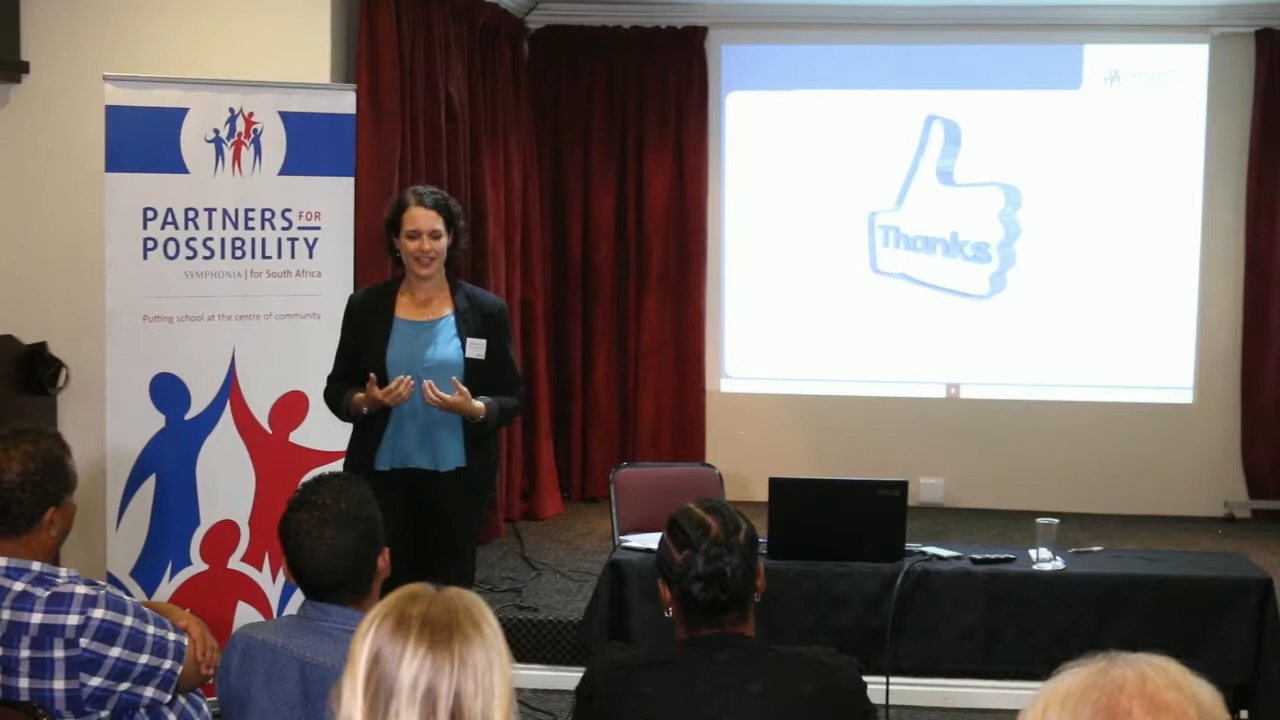 PARTNERS FOR
POSSIBILITY
SYMPHONIA | for South Africa
Putting school at the centre of community
Thanks